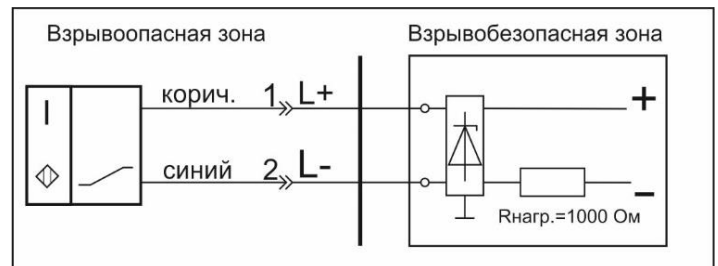 Взрывоопасная зона
Взрывобезопасная зона
I
корич. 1 L+
+
синий 2 L-
−
Rнагр.=1000 Ом